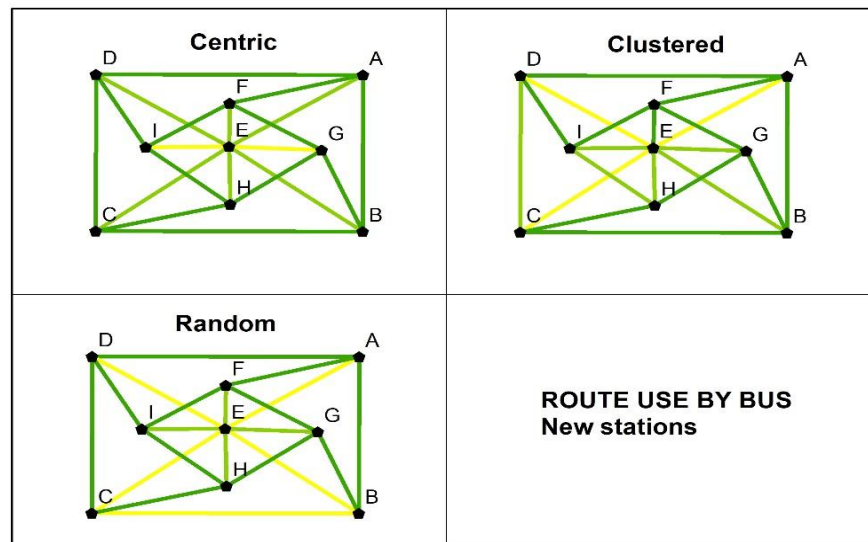 Centric
D
A
F
I
E
G
H
C
B
Clustered
D
A
F
I
E
G
H
C
B
Random
D
A
F
I
E
G
H
C
B
ROUTE USE BY BUS
New stations